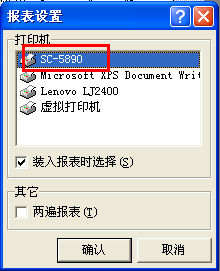 报表设置
打印机
SC-5890
Microsoft XPS Document Writ
Lenovo LJ2400
虚拟打印机
装入报表时选择(S)
其它
两遍报表(T)
确认
取消